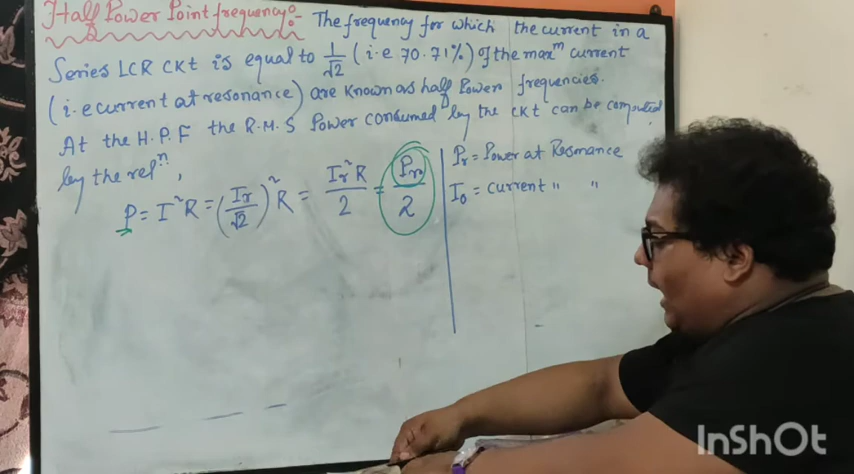 Half Power Point frequency:- The frequency for which the current in a
Series LCR CKt is equal to 1/√2 (i.e 70.71%) of the maxᵐ current
(i.e current at resonance) are known as half Power frequencies.
At the H.P.F the R.M.S Power consumed by the CKt can be computed
by the relⁿ,
P = I²R = (Ir/√2)²R = Ir²R/2 = Pr/2
Pr = Power at Resonance
I₀ = current " "
InShOt